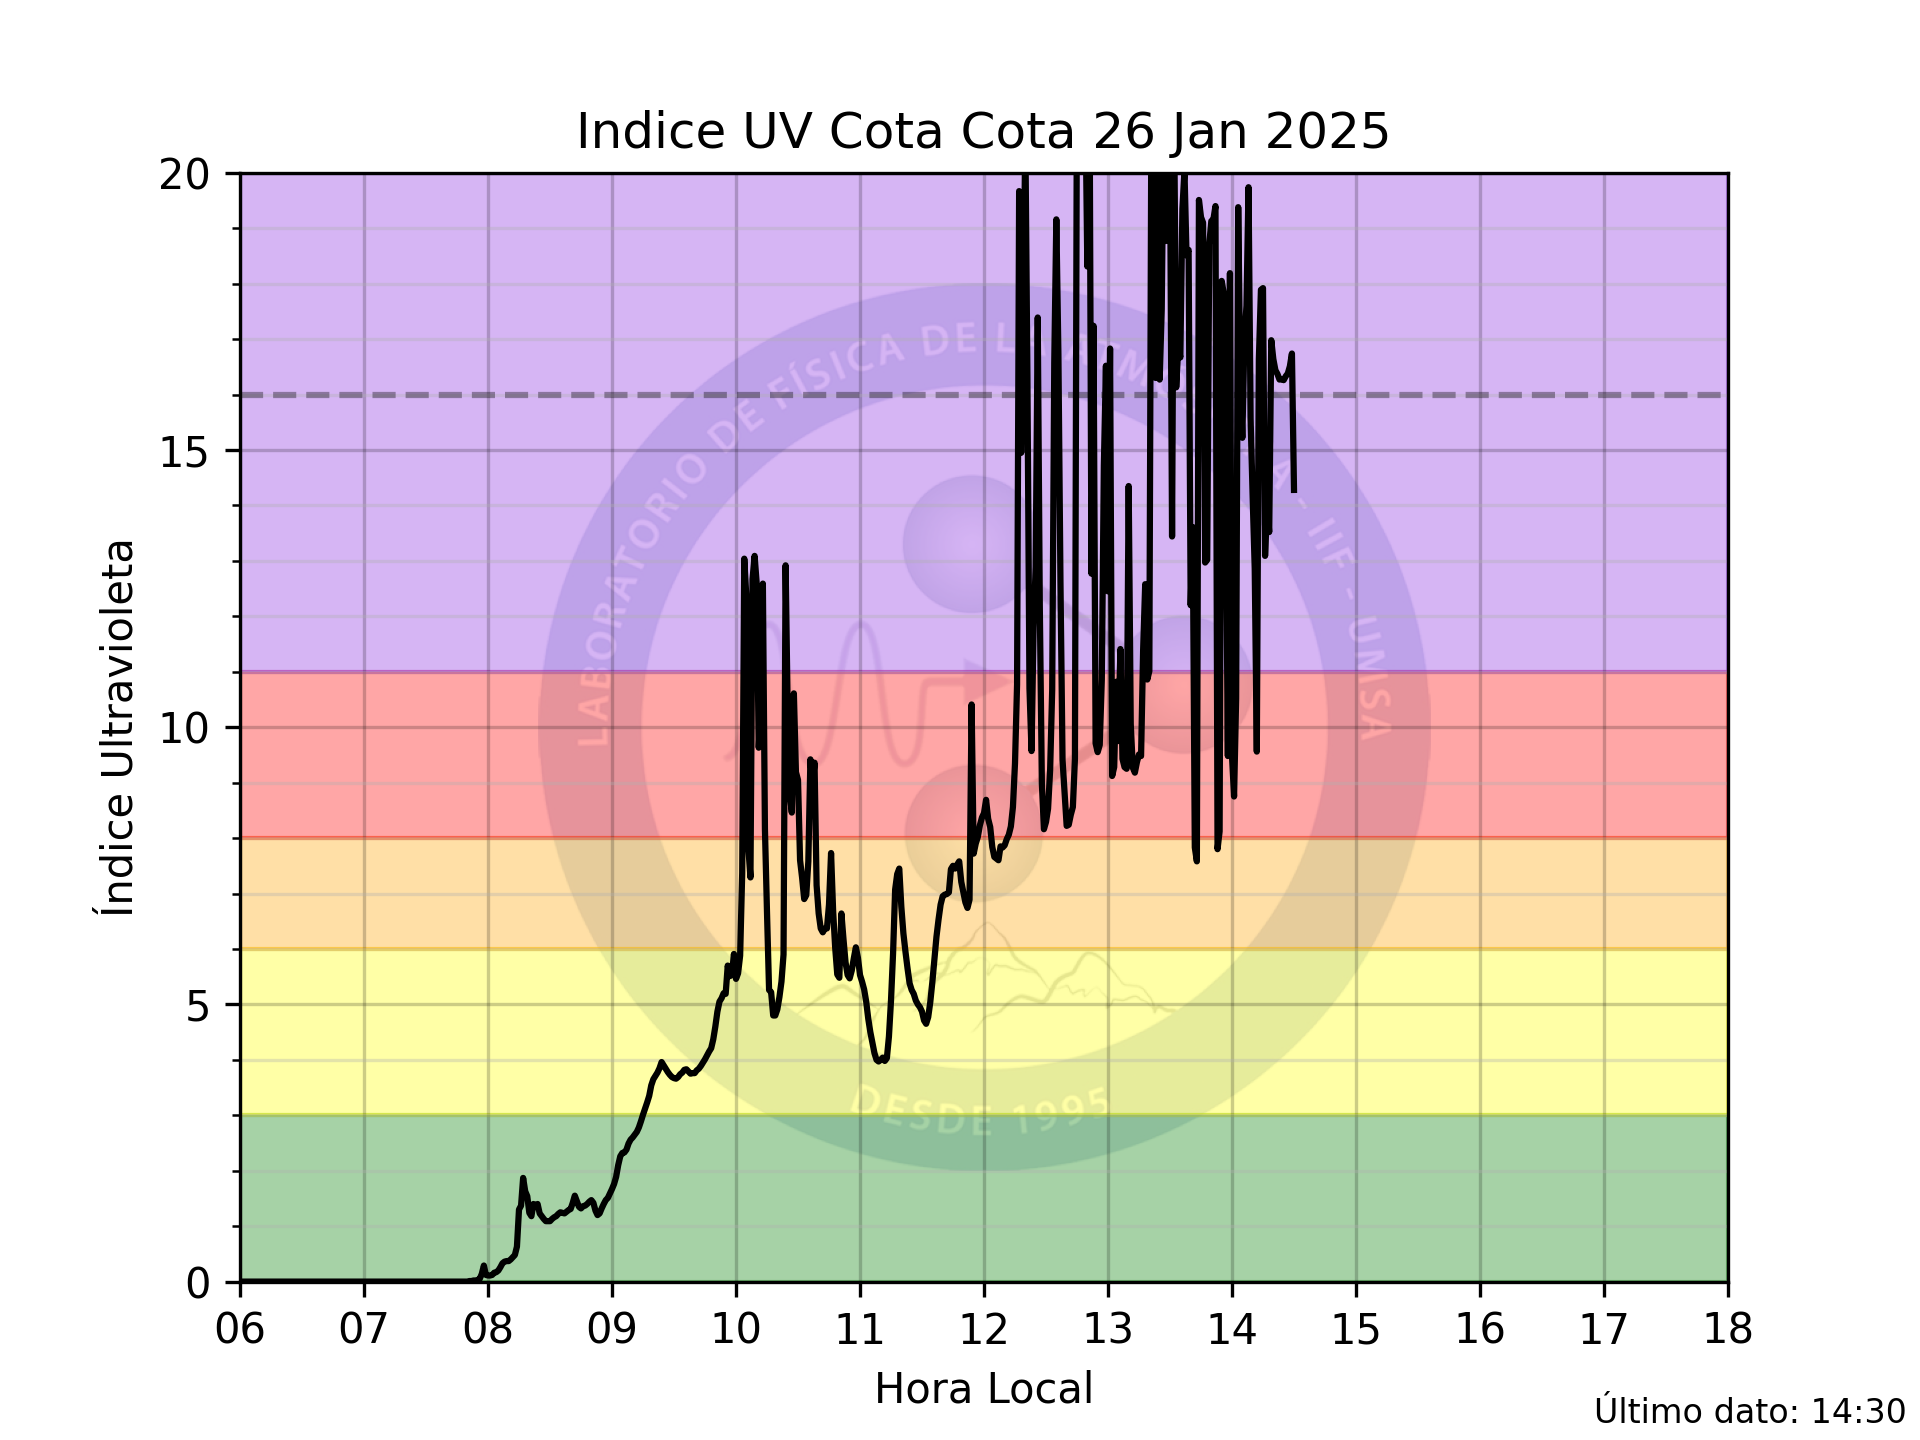 Indice UV Cota Cota 26 Jan 2025
20
15
10
5
0
Índice Ultravioleta
LABORATORIO DE FÍSICA DE LA ATM A - IIF - UMSA
DESDE 1995
06 07 08 09 10 11 12 13 14 15 16 17 18
Hora Local
Último dato: 14:30